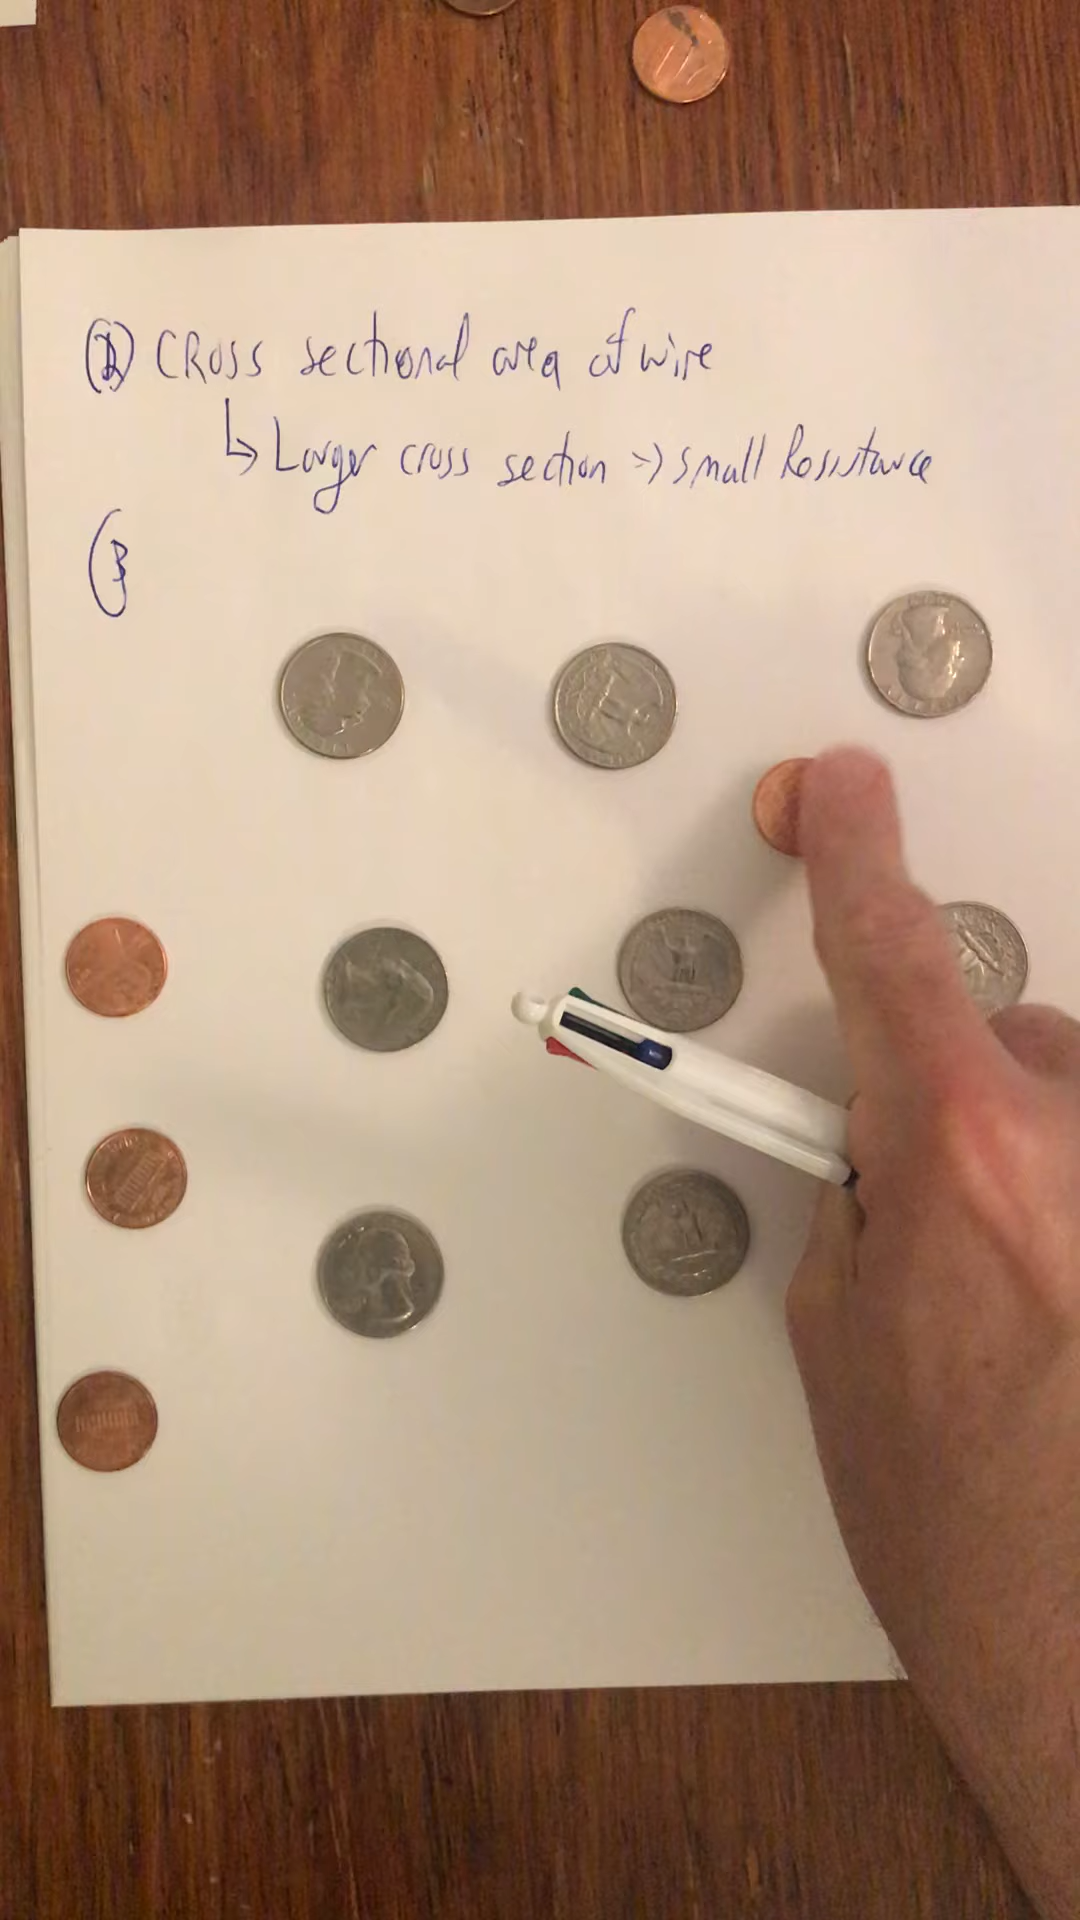 (2) CROSS sectional area of wire
↳ Larger cross section => small Resistance
(3